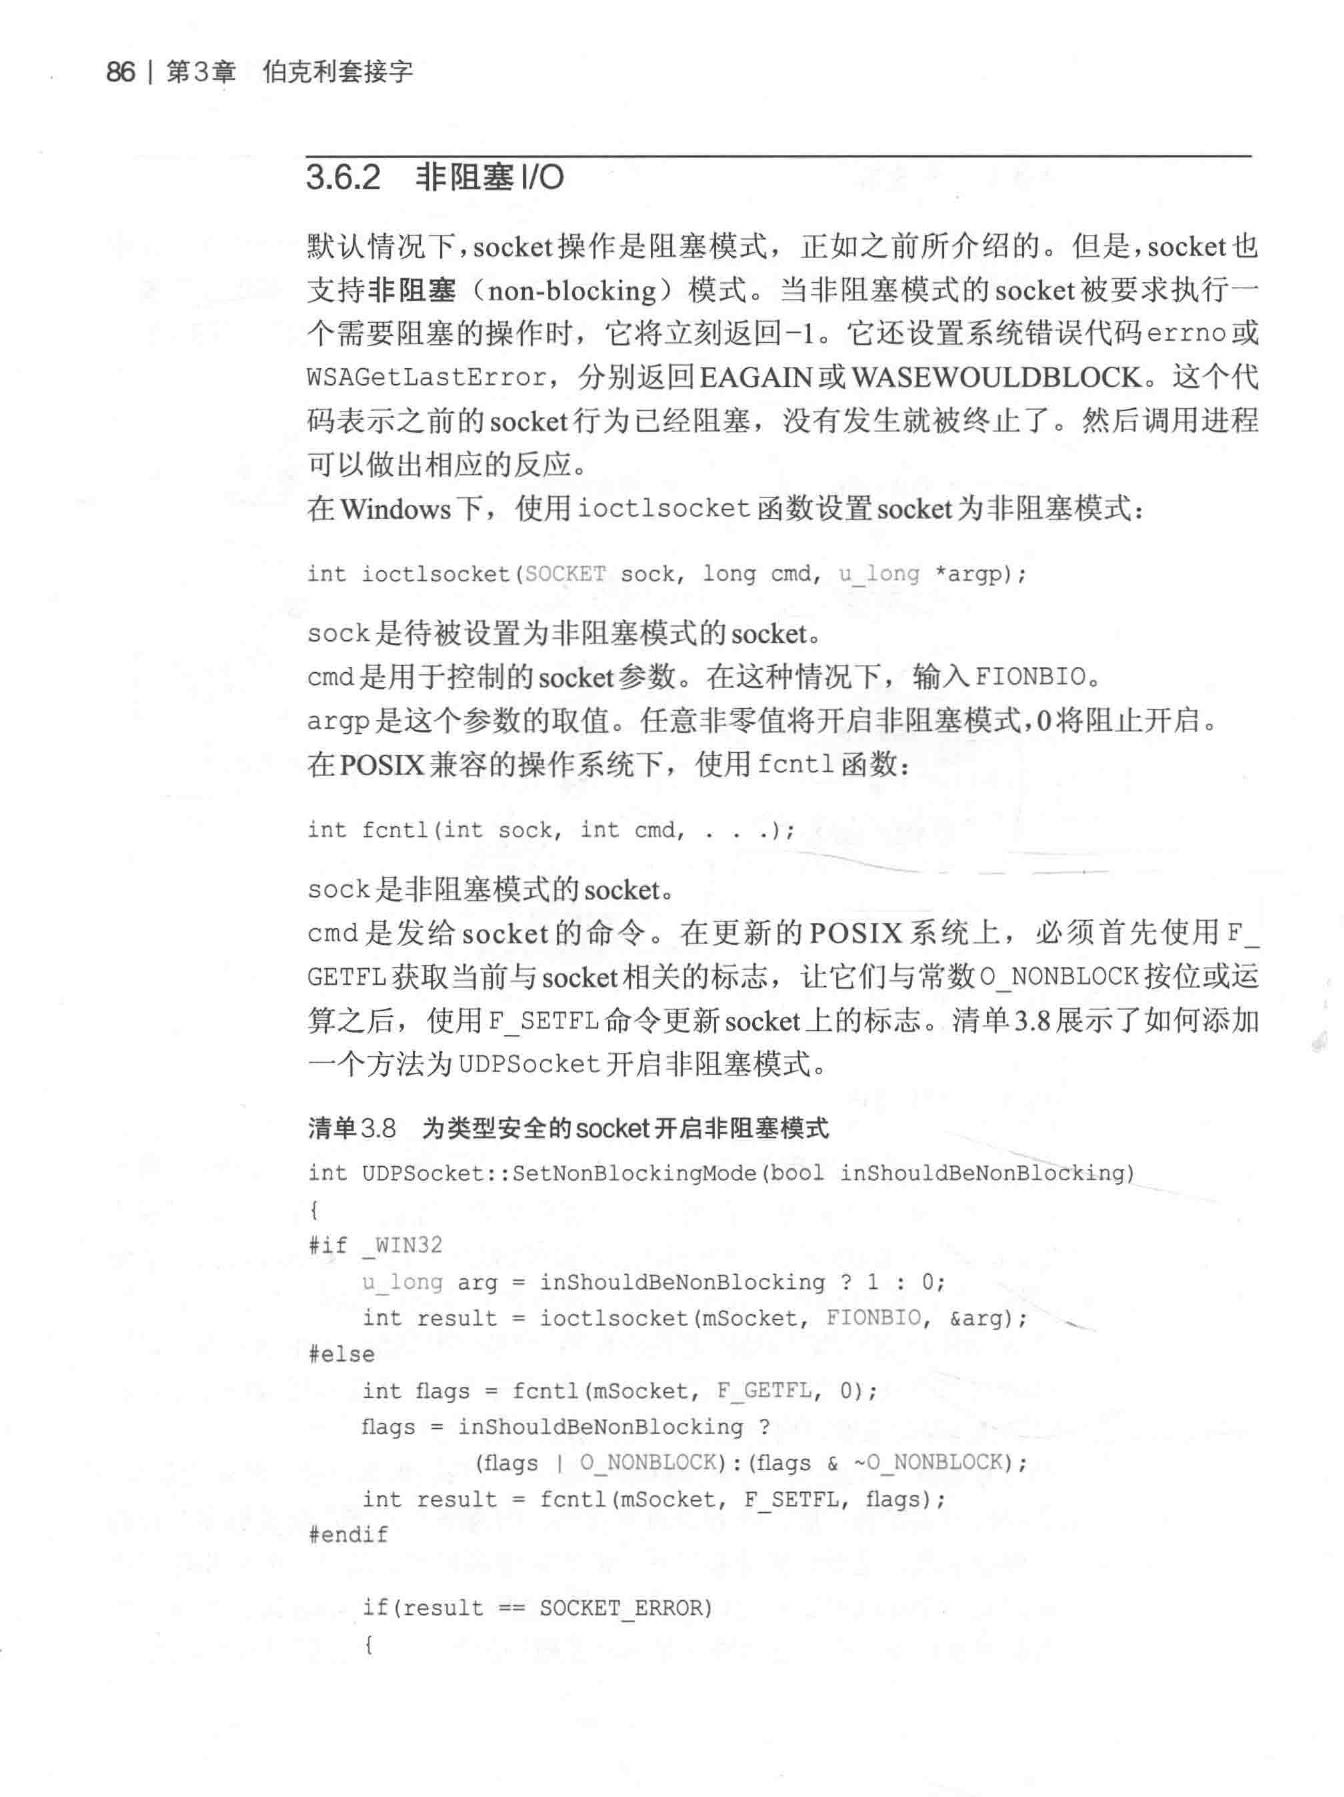 86 | 第3章 伯克利套接字
3.6.2 非阻塞I/O
默认情况下,socket操作是阻塞模式，正如之前所介绍的。但是,socket也
支持非阻塞（non-blocking）模式。当非阻塞模式的socket被要求执行一
个需要阻塞的操作时，它将立刻返回-1。它还设置系统错误代码errno或
WSAGetLastError，分别返回EAGAIN或WASEWOULDBLOCK。这个代
码表示之前的socket行为已经阻塞，没有发生就被终止了。然后调用进程
可以做出相应的反应。
在Windows下，使用ioctlsocket函数设置socket为非阻塞模式：
int ioctlsocket(SOCKET sock, long cmd, u_long *argp);
sock是待被设置为非阻塞模式的socket。
cmd是用于控制的socket参数。在这种情况下，输入FIONBIO。
argp是这个参数的取值。任意非零值将开启非阻塞模式,0将阻止开启。
在POSIX兼容的操作系统下，使用fcntl函数：
int fcntl(int sock, int cmd, . . .);
sock是非阻塞模式的socket。
cmd是发给socket的命令。在更新的POSIX系统上，必须首先使用F_
GETFL获取当前与socket相关的标志，让它们与常数O_NONBLOCK按位或运
算之后，使用F_SETFL命令更新socket上的标志。清单3.8展示了如何添加
一个方法为UDPSocket开启非阻塞模式。
清单3.8 为类型安全的socket开启非阻塞模式
int UDPSocket::SetNonBlockingMode(bool inShouldBeNonBlocking)
{
#if _WIN32
    u_long arg = inShouldBeNonBlocking ? 1 : 0;
    int result = ioctlsocket(mSocket, FIONBIO, &arg);
#else
    int flags = fcntl(mSocket, F_GETFL, 0);
    flags = inShouldBeNonBlocking ?
            (flags | O_NONBLOCK):(flags & ~O_NONBLOCK);
    int result = fcntl(mSocket, F_SETFL, flags);
#endif
    if(result == SOCKET_ERROR)
    {